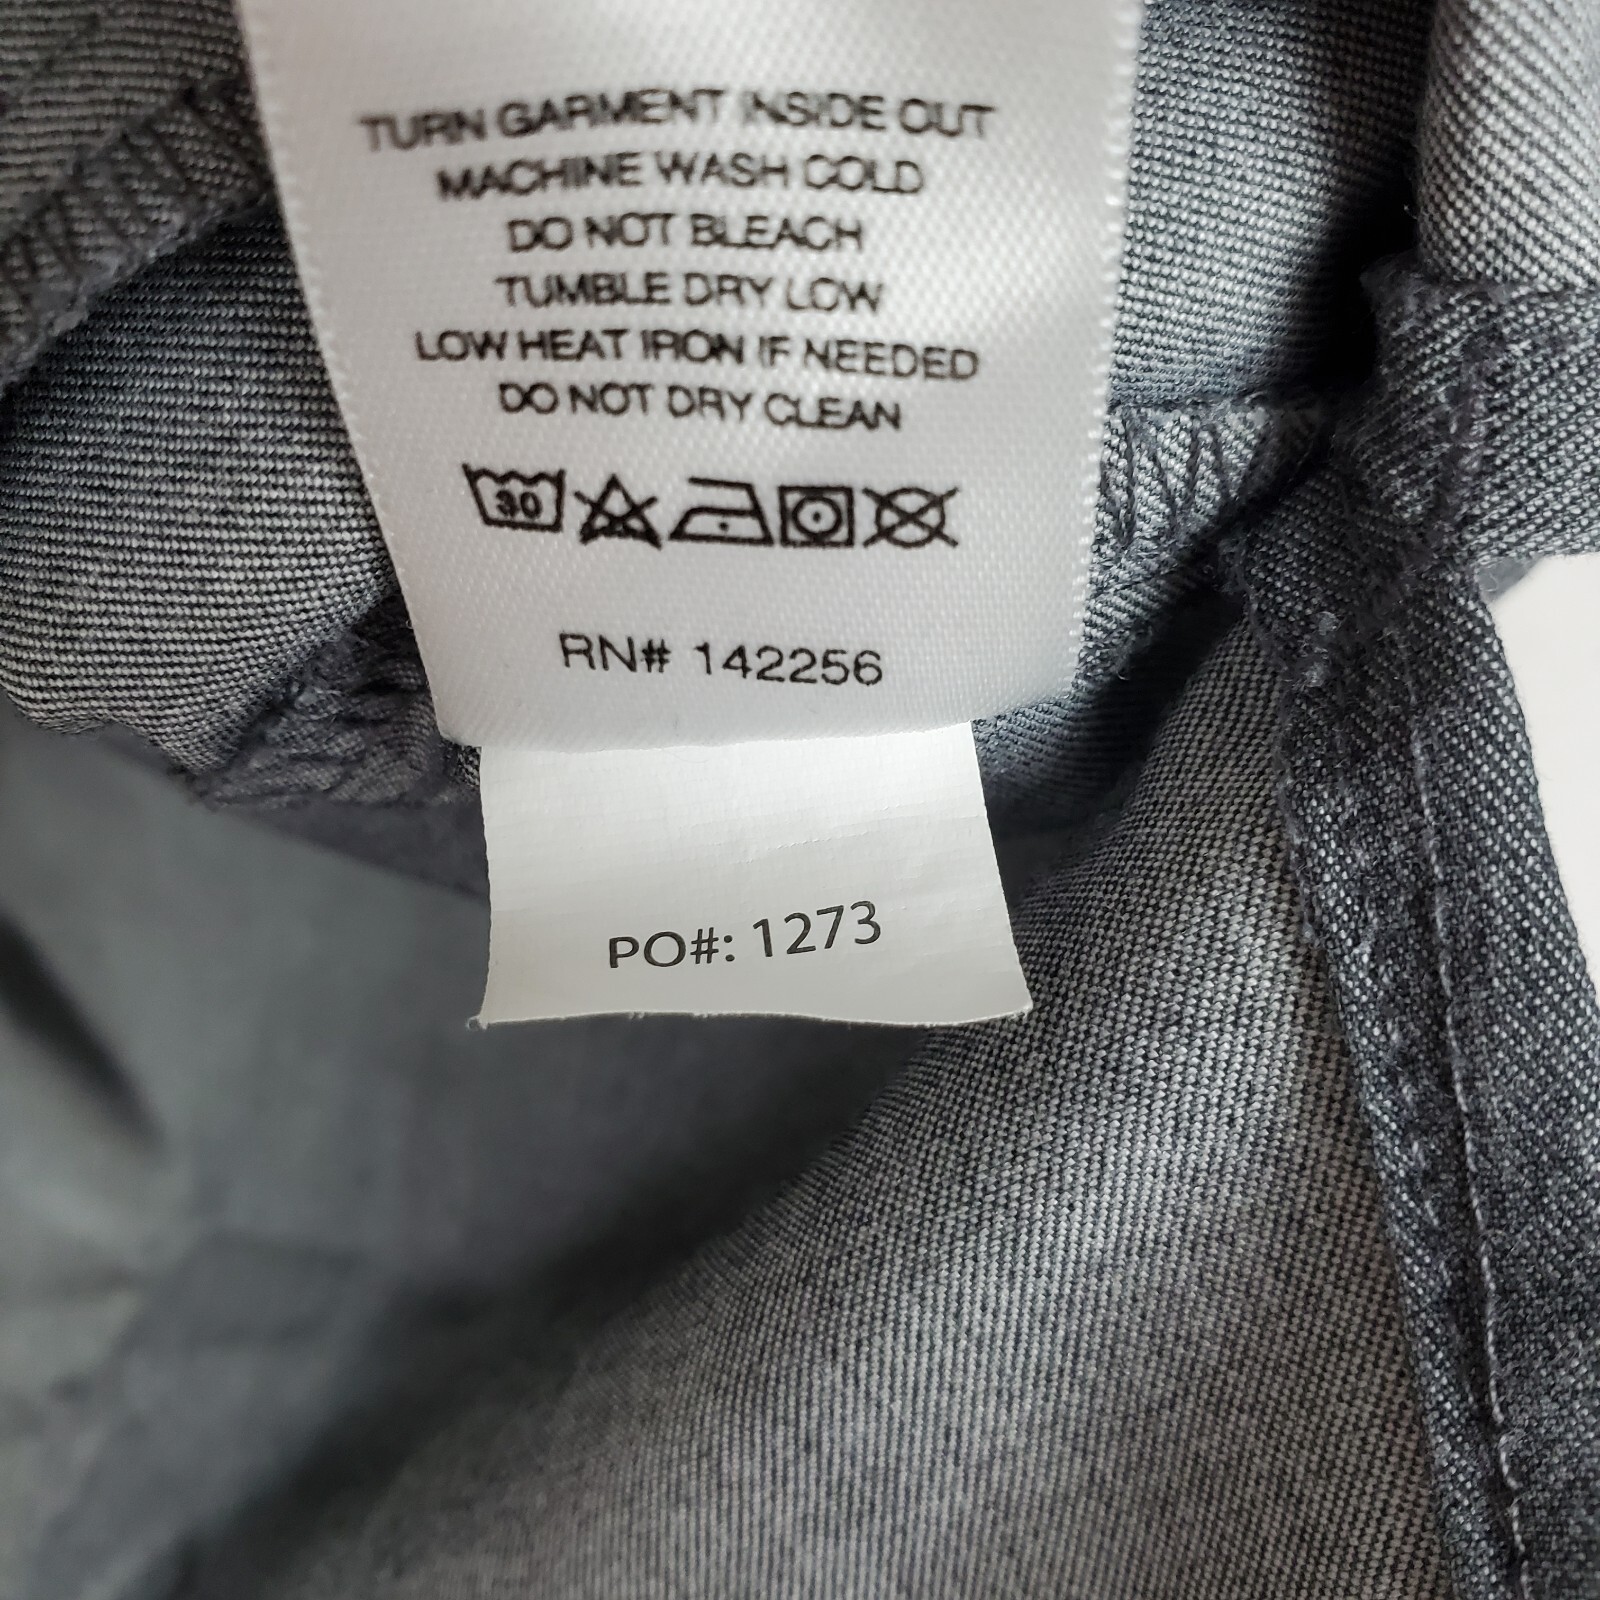 TURN GARMENT INSIDE OUT
MACHINE WASH COLD
DO NOT BLEACH
TUMBLE DRY LOW
LOW HEAT IRON IF NEEDED
DO NOT DRY CLEAN
30
RN# 142256
PO#: 1273